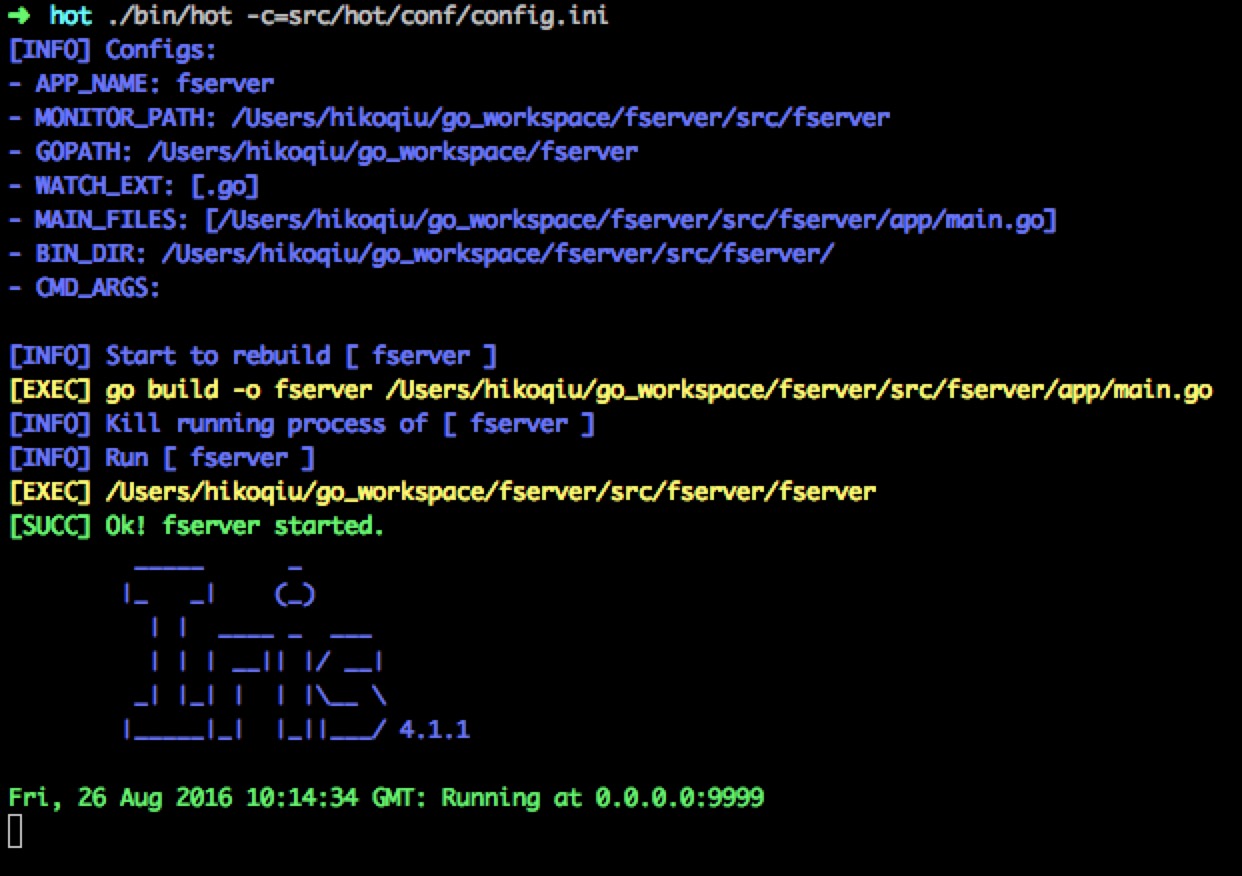 ➜ hot ./bin/hot -c=src/hot/conf/config.ini
[INFO] Configs:
- APP_NAME: fserver
- MONITOR_PATH: /Users/hikoqiu/go_workspace/fserver/src/fserver
- GOPATH: /Users/hikoqiu/go_workspace/fserver
- WATCH_EXT: [.go]
- MAIN_FILES: [/Users/hikoqiu/go_workspace/fserver/src/fserver/app/main.go]
- BIN_DIR: /Users/hikoqiu/go_workspace/fserver/src/fserver/
- CMD_ARGS:
[INFO] Start to rebuild [ fserver ]
[EXEC] go build -o fserver /Users/hikoqiu/go_workspace/fserver/src/fserver/app/main.go
[INFO] Kill running process of [ fserver ]
[INFO] Run [ fserver ]
[EXEC] /Users/hikoqiu/go_workspace/fserver/src/fserver/fserver
[SUCC] Ok! fserver started.
Iris 4.1.1
Fri, 26 Aug 2016 10:14:34 GMT: Running at 0.0.0.0:9999